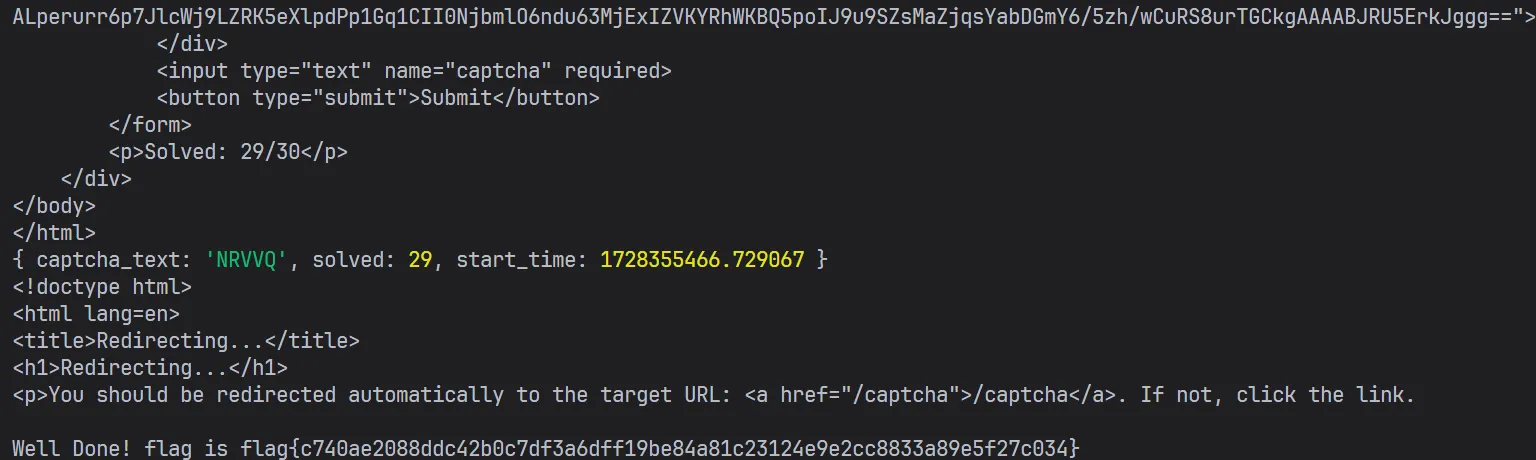 ALperurr6p7JlcWj9LZRK5eXlpdPp1Gq1CII0NjbmlO6ndu63MjExIZVKYRhWKBQ5poIJ9u9SZsMaZjqsYabDGmY6/5zh/wCuRS8urTGCkgAAAABJRU5ErkJggg==">
</div>
<input type="text" name="captcha" required>
<button type="submit">Submit</button>
</form>
<p>Solved: 29/30</p>
</div>
</body>
</html>
{ captcha_text: 'NRVVQ', solved: 29, start_time: 1728355466.729067 }
<!doctype html>
<html lang=en>
<title>Redirecting...</title>
<h1>Redirecting...</h1>
<p>You should be redirected automatically to the target URL: <a href="/captcha">/captcha</a>. If not, click the link.
Well Done! flag is flag{c740ae2088ddc42b0c7df3a6dff19be84a81c23124e9e2cc8833a89e5f27c034}